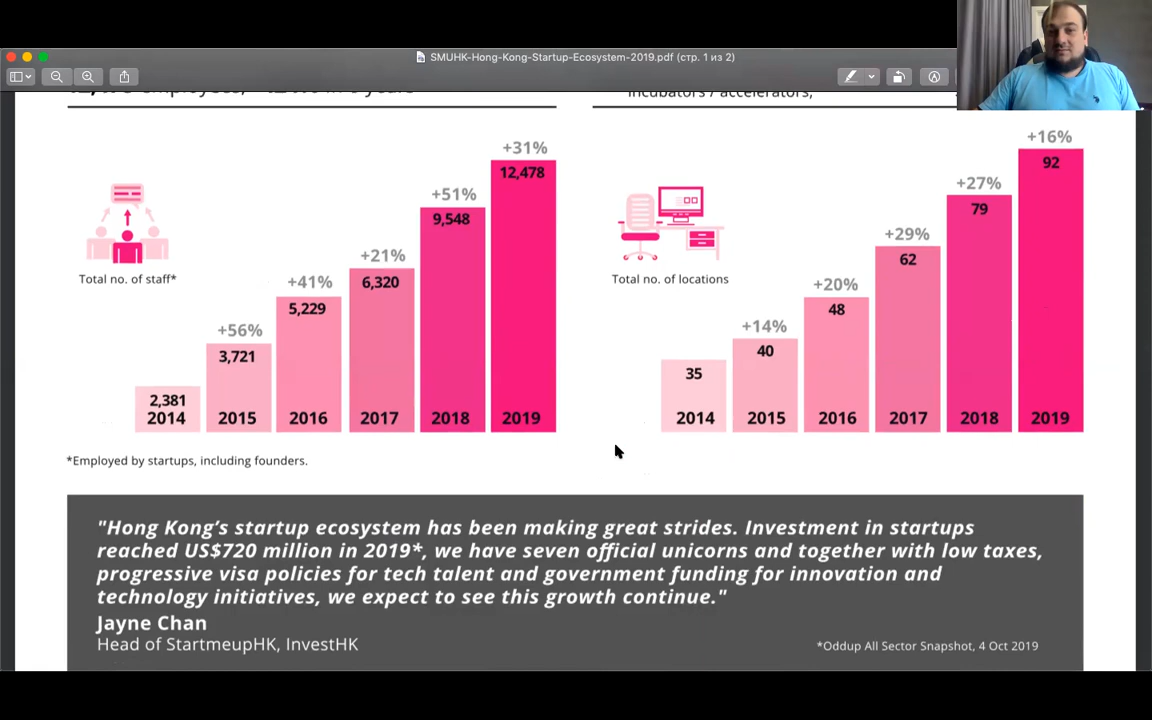 SMUHK-Hong-Kong-Startup-Ecosystem-2019.pdf (стр. 1 из 2)
employees,
incubators / accelerators,
+31%
12,478
+51%
9,548
+21%
6,320
+41%
5,229
+56%
3,721
2,381
2014 2015 2016 2017 2018 2019
Total no. of staff*
*Employed by startups, including founders.
+16%
92
+27%
79
+29%
62
+20%
48
+14%
40
35
2014 2015 2016 2017 2018 2019
Total no. of locations
"Hong Kong's startup ecosystem has been making great strides. Investment in startups
reached US$720 million in 2019*, we have seven official unicorns and together with low taxes,
progressive visa policies for tech talent and government funding for innovation and
technology initiatives, we expect to see this growth continue."
Jayne Chan
Head of StartmeupHK, InvestHK
*Oddup All Sector Snapshot, 4 Oct 2019